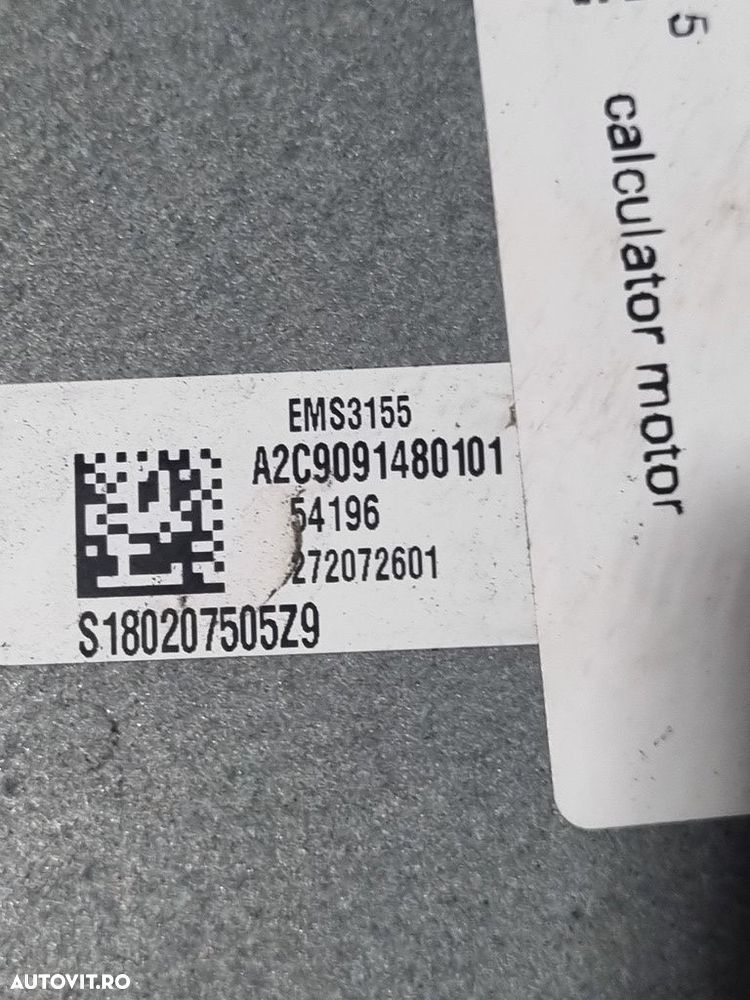 5
calculator motor
EMS3155
A2C9091480101
54196
272072601
S180207505Z9
AUTOVIT.RO